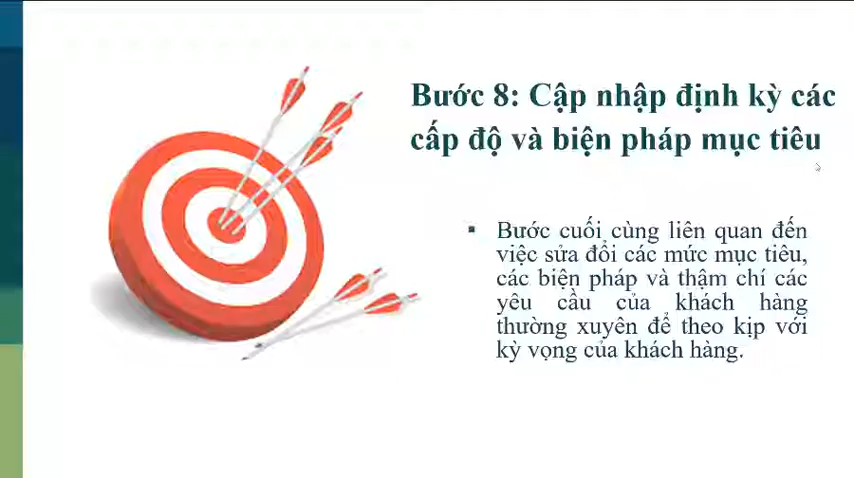 Bước 8: Cập nhập định kỳ các
cấp độ và biện pháp mục tiêu
▪ Bước cuối cùng liên quan đến
việc sửa đổi các mức mục tiêu,
các biện pháp và thậm chí các
yêu cầu của khách hàng
thường xuyên để theo kịp với
kỳ vọng của khách hàng.